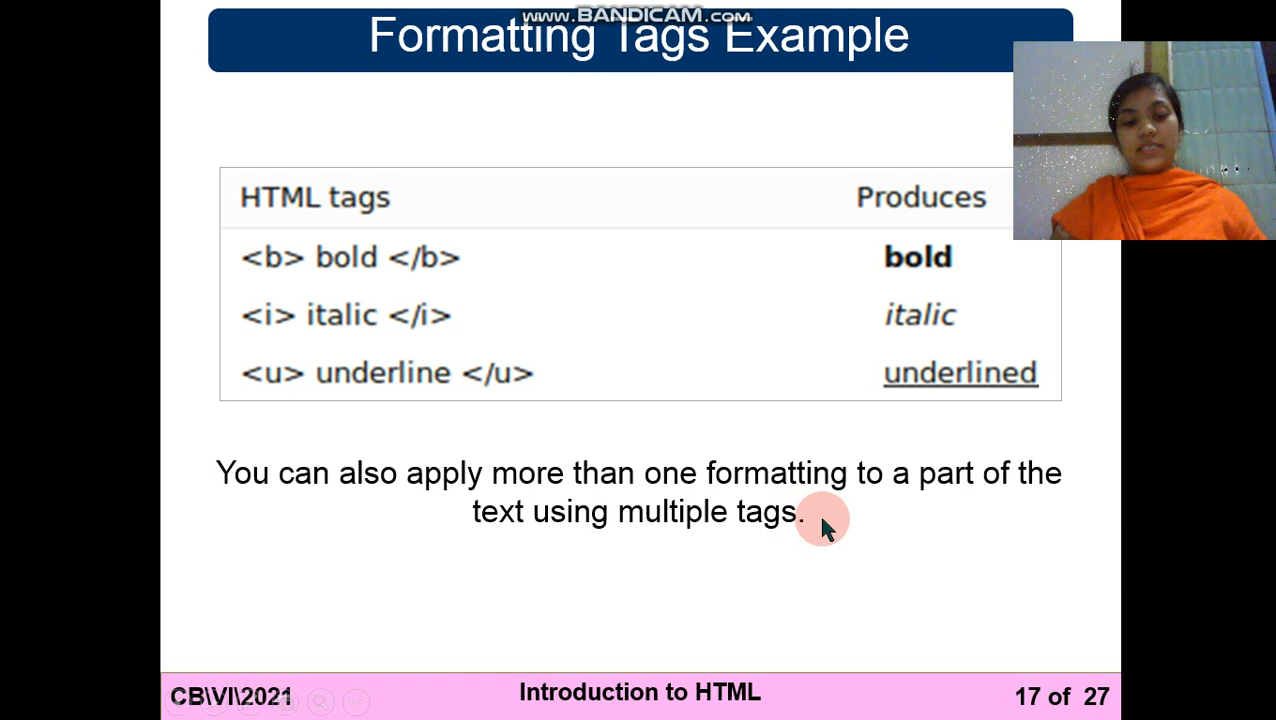 www.BANDICAM.com
Formatting Tags Example
HTML tags Produces
<b> bold </b> bold
<i> italic </i> italic
<u> underline </u> underlined
You can also apply more than one formatting to a part of the
text using multiple tags.
CB\VI\2021 Introduction to HTML 17 of 27